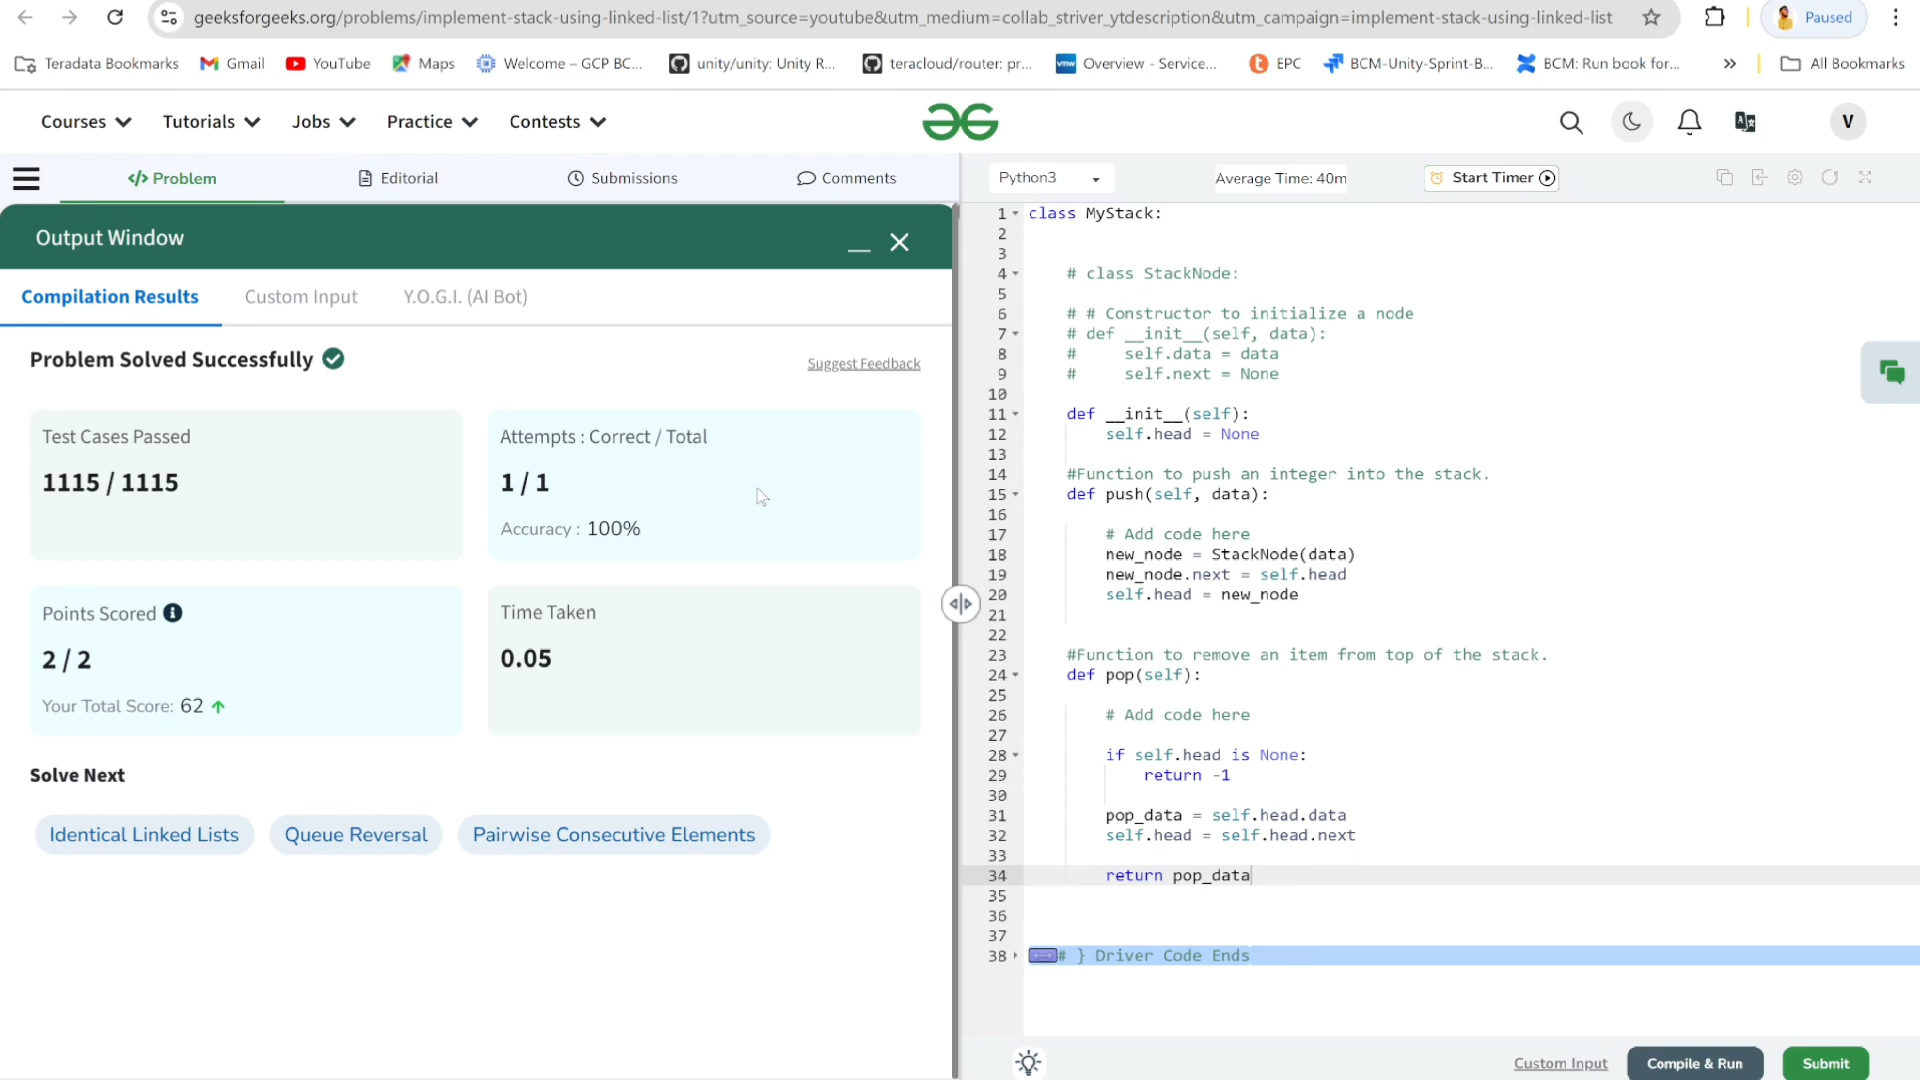 geeksforgeeks.org/problems/implement-stack-using-linked-list/1?utm_source=youtube&utm_medium=collab_striver_ytdescription&utm_campaign=implement-stack-using-linked-list
Paused
Teradata Bookmarks
Gmail
YouTube
Maps
Welcome – GCP BC...
unity/unity: Unity R...
teracloud/router: pr...
vmw
Overview - Service...
EPC
BCM-Unity-Sprint-B...
BCM: Run book for...
»
All Bookmarks
Courses
Tutorials
Jobs
Practice
Contests
V
</> Problem
Editorial
Submissions
Comments
Python3
Average Time: 40m
Start Timer
Output Window
Compilation Results
Custom Input
Y.O.G.I. (AI Bot)
Problem Solved Successfully
Suggest Feedback
Test Cases Passed
1115 / 1115
Attempts : Correct / Total
1 / 1
Accuracy : 100%
Points Scored
2 / 2
Your Total Score: 62
Time Taken
0.05
Solve Next
Identical Linked Lists
Queue Reversal
Pairwise Consecutive Elements
1 class MyStack:
2
3
4 # class StackNode:
5
6 # # Constructor to initialize a node
7 # def __init__(self, data):
8 #     self.data = data
9 #     self.next = None
10
11 def __init__(self):
12 self.head = None
13
14 #Function to push an integer into the stack.
15 def push(self, data):
16
17 # Add code here
18 new_node = StackNode(data)
19 new_node.next = self.head
20 self.head = new_node
21
22
23 #Function to remove an item from top of the stack.
24 def pop(self):
25
26 # Add code here
27
28 if self.head is None:
29 return -1
30
31 pop_data = self.head.data
32 self.head = self.head.next
33
34 return pop_data
35
36
37
38 # } Driver Code Ends
Custom Input
Compile & Run
Submit